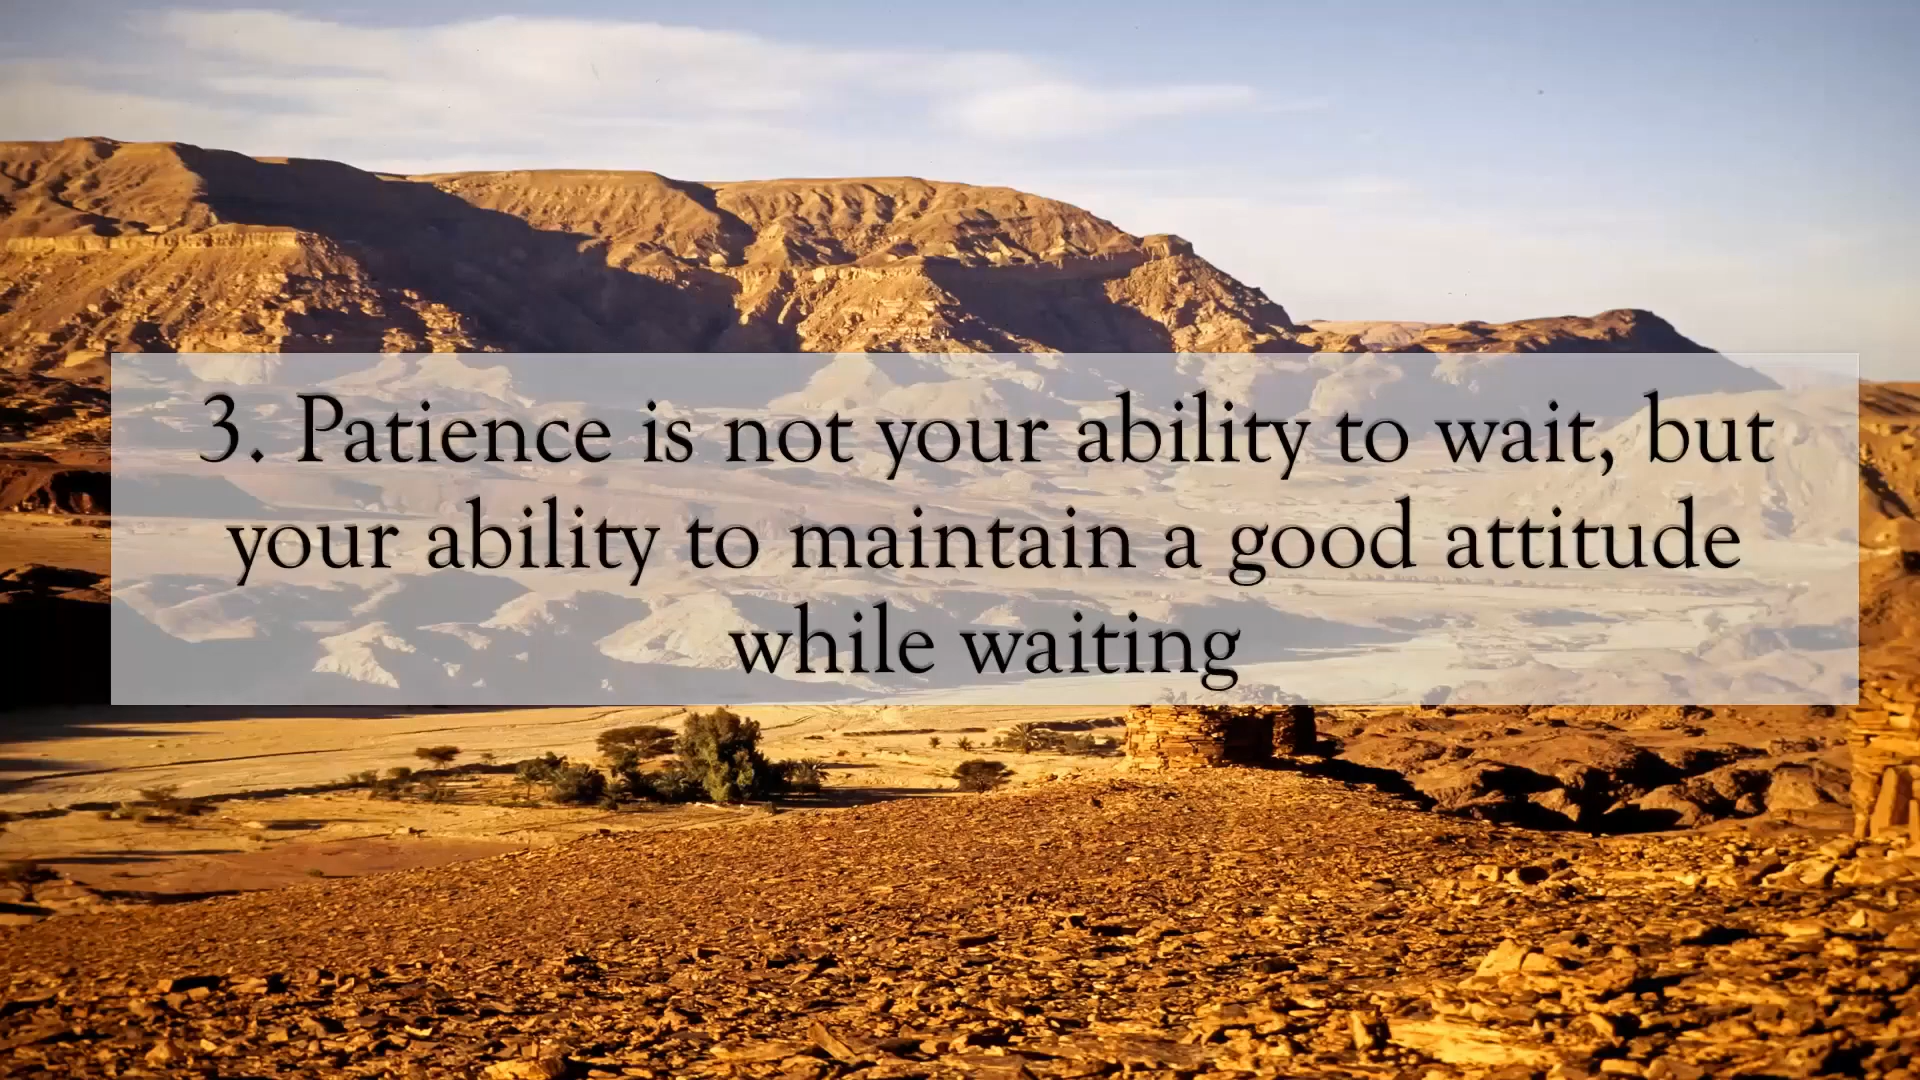 3. Patience is not your ability to wait, but
your ability to maintain a good attitude
while waiting